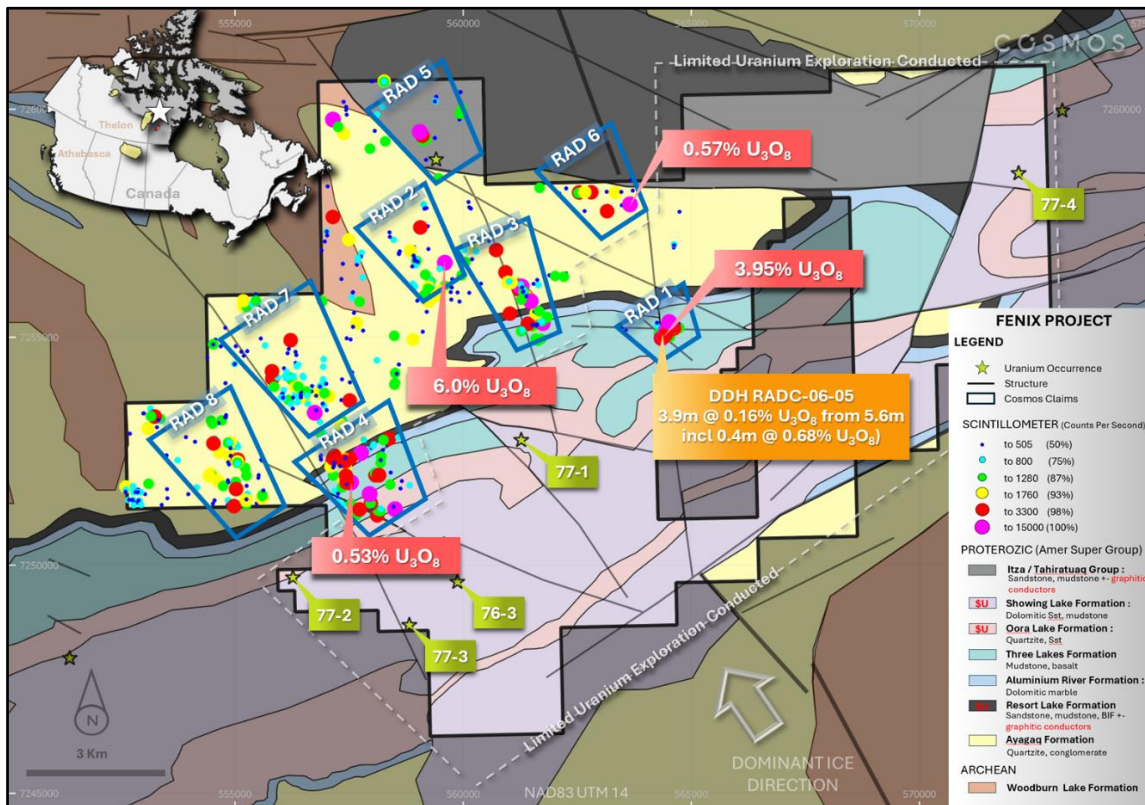 555000
560000
565000
570000
COSMOS
Limited Uranium Exploration Conducted
7260000
7260000
Thelon
Athabasca
Canada
RAD 5
RAD 6
0.57% U₃O₈
77-4
RAD 2
RAD 3
3.95% U₃O₈
RAD 1
RAD 7
7255000
6.0% U₃O₈
DDH RADC-06-05
3.9m @ 0.16% U₃O₈ from 5.6m
incl 0.4m @ 0.68% U₃O₈)
RAD 8
RAD 4
77-1
0.53% U₃O₈
7250000
77-2
76-3
77-3
Limited Uranium Exploration Conducted
N
3 Km
7245000
DOMINANT ICE
DIRECTION
555000
560000
NAD83 UTM 14
565000
570000
FENIX PROJECT
LEGEND
Uranium Occurrence
Structure
Cosmos Claims
SCINTILLOMETER (Counts Per Second)
to 505 (50%)
to 800 (75%)
to 1280 (87%)
to 1760 (93%)
to 3300 (98%)
to 15000 (100%)
PROTEROZIC (Amer Super Group)
Itza / Tahiratuaq Group :
Sandstone, mudstone +- graphitic
conductors
$U Showing Lake Formation :
Dolomitic Sst, mudstone
$U Oora Lake Formation :
Quartzite, Sst
Three Lakes Formation
Mudstone, basalt
Aluminium River Formation :
Dolomitic marble
Resort Lake Formation
Sandstone, mudstone, BIF +-
graphitic conductors
Ayagaq Formation
Quartzite, conglomerate
ARCHEAN
Woodburn Lake Formation